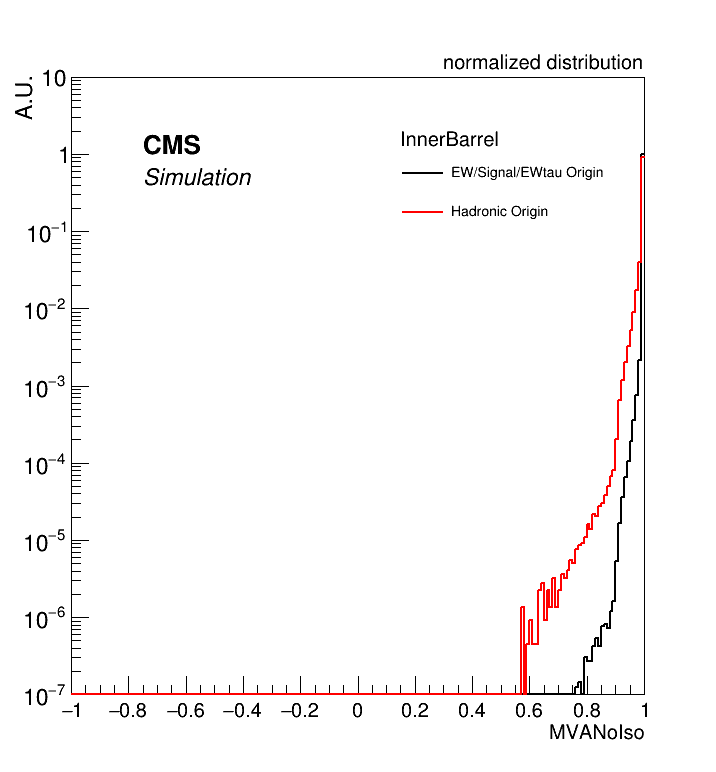 normalized distribution
A.U.
10
CMS
InnerBarrel
1
Simulation
EW/Signal/EWtau Origin
Hadronic Origin
10−1
10−2
10−3
10−4
10−5
10−6
10−7
−1 −0.8 −0.6 −0.4 −0.2 0 0.2 0.4 0.6 0.8 1
MVANoIso